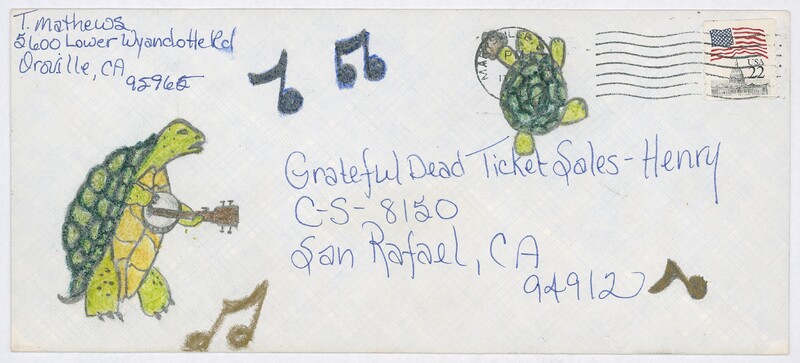 T. Mathews
5600 Lower Wyandotte Rd
Oroville, CA
95965
USA
22
Grateful Dead Ticket Sales - Henry
C-S- 8150
San Rafael, CA
94912